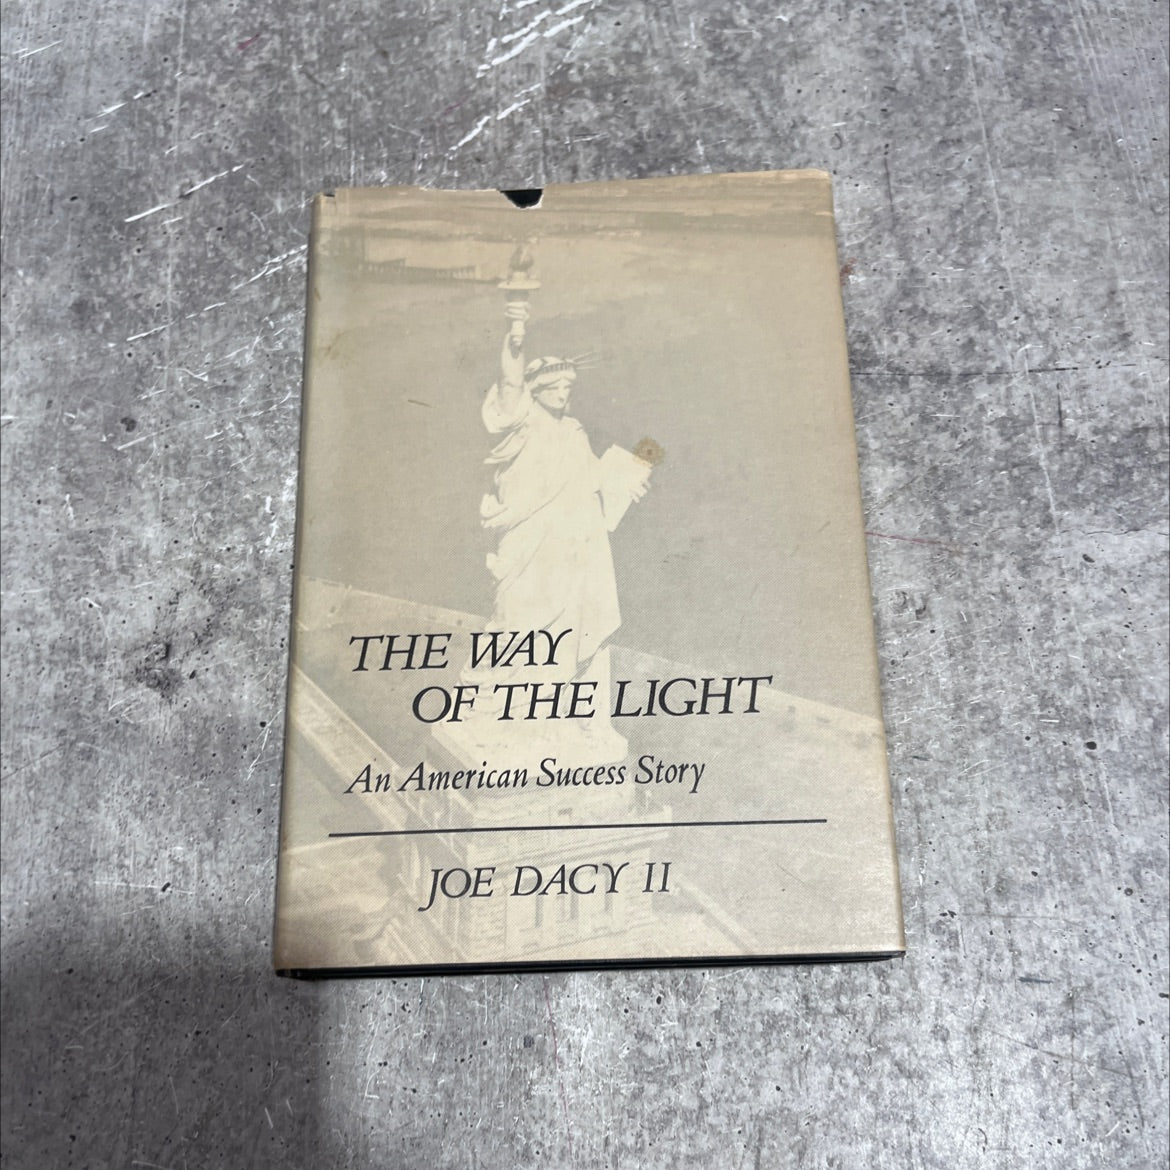 THE WAY
OF THE LIGHT
An American Success Story
JOE DACY II